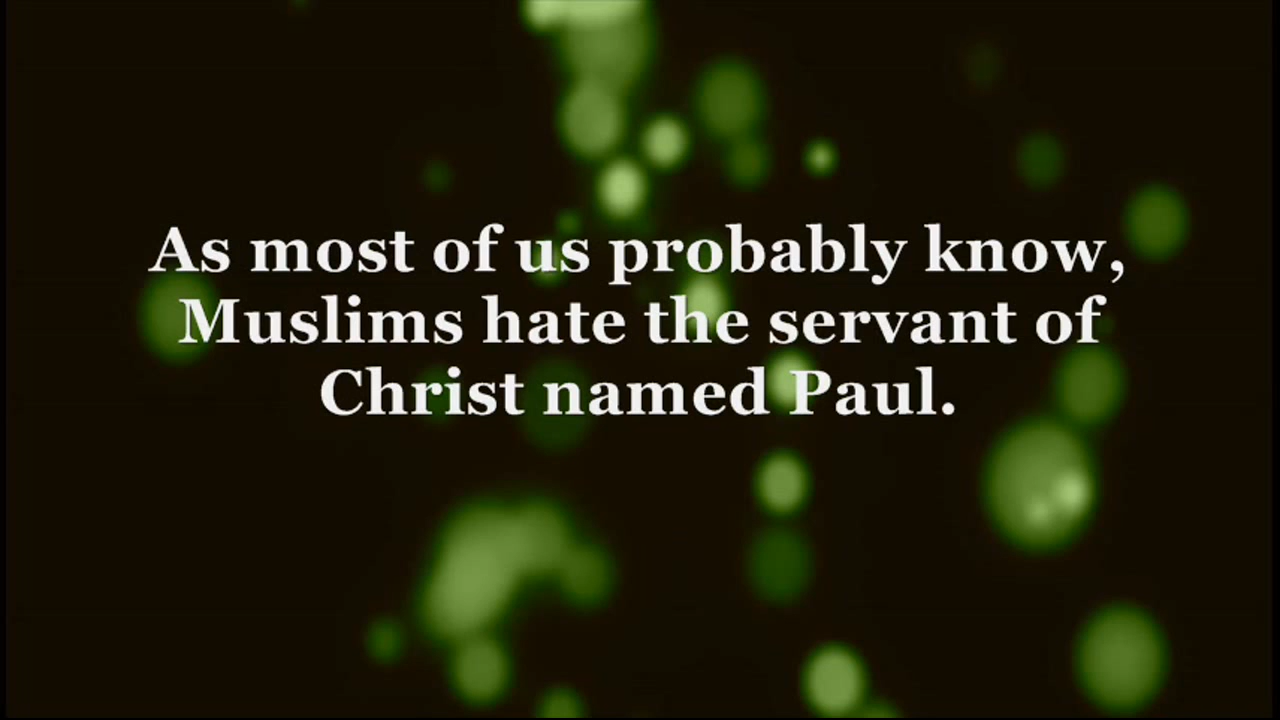 As most of us probably know,
Muslims hate the servant of
Christ named Paul.